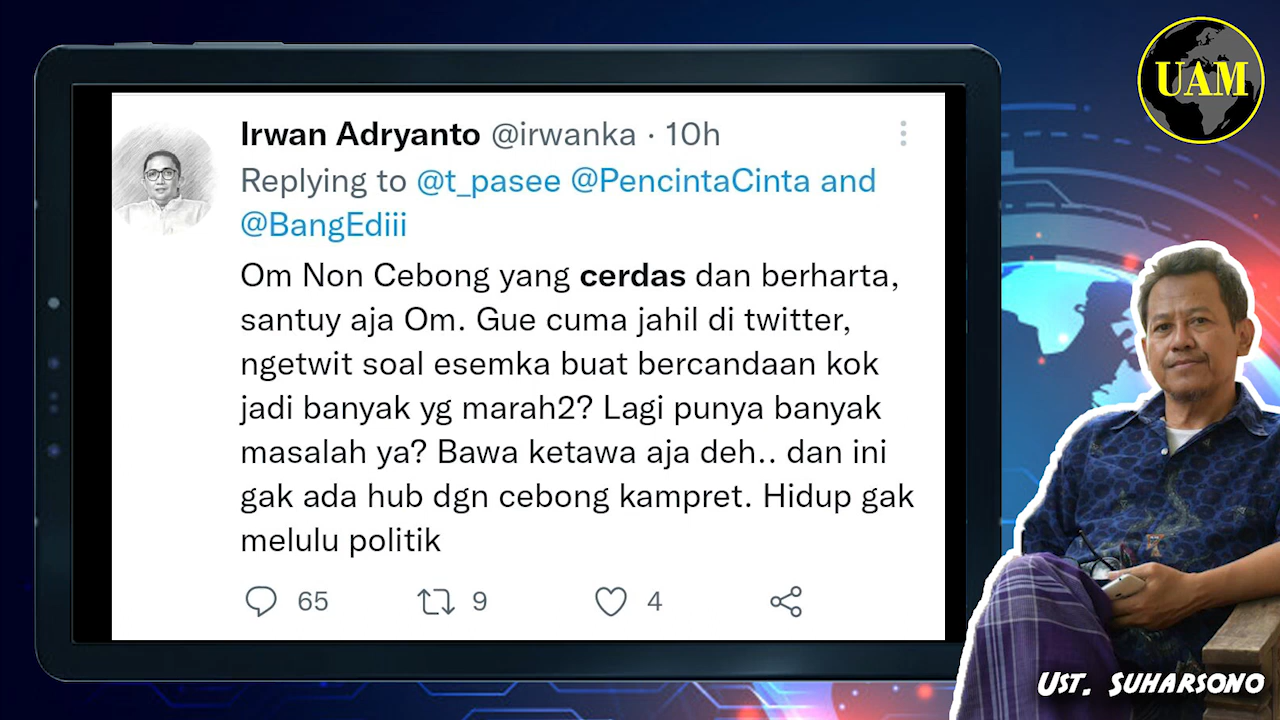 UAM
Irwan Adryanto @irwanka · 10h
Replying to @t_pasee @PencintaCinta and
@BangEdiii
Om Non Cebong yang cerdas dan berharta,
santuy aja Om. Gue cuma jahil di twitter,
ngetwit soal esemka buat bercandaan kok
jadi banyak yg marah2? Lagi punya banyak
masalah ya? Bawa ketawa aja deh.. dan ini
gak ada hub dgn cebong kampret. Hidup gak
melulu politik
65 9 4
Ust. Suharsono